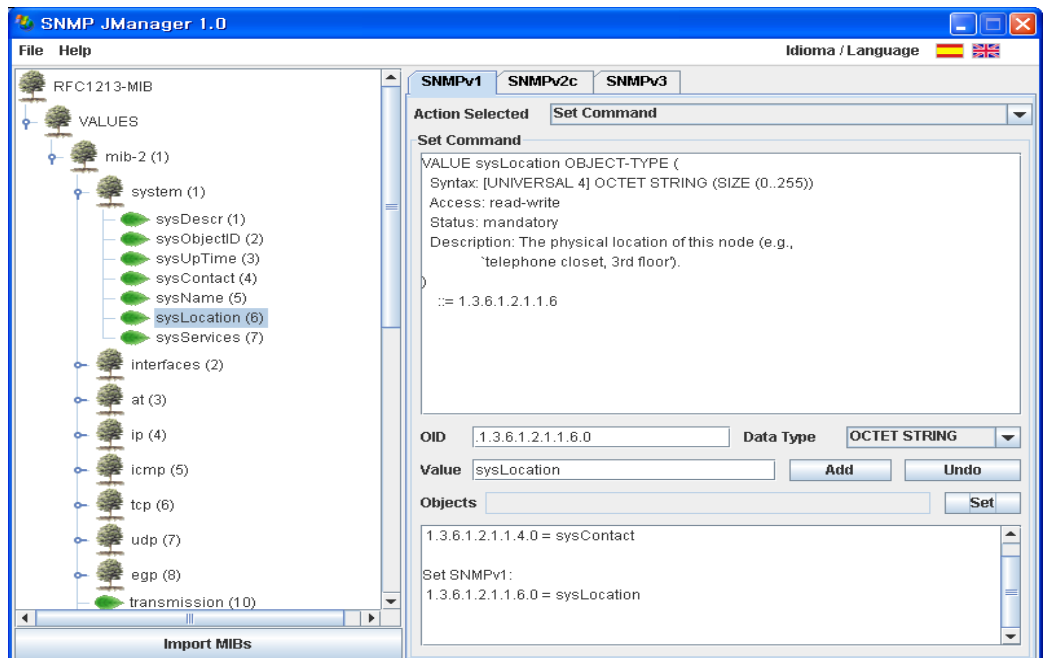 SNMP JManager 1.0
File Help
Idioma / Language
RFC1213-MIB
VALUES
mib-2 (1)
system (1)
sysDescr (1)
sysObjectID (2)
sysUpTime (3)
sysContact (4)
sysName (5)
sysLocation (6)
sysServices (7)
interfaces (2)
at (3)
ip (4)
icmp (5)
tcp (6)
udp (7)
egp (8)
transmission (10)
Import MIBs
SNMPv1 SNMPv2c SNMPv3
Action Selected Set Command
Set Command
VALUE sysLocation OBJECT-TYPE (
Syntax: [UNIVERSAL 4] OCTET STRING (SIZE (0..255))
Access: read-write
Status: mandatory
Description: The physical location of this node (e.g.,
`telephone closet, 3rd floor').
)
::= 1.3.6.1.2.1.1.6
OID .1.3.6.1.2.1.1.6.0 Data Type OCTET STRING
Value sysLocation Add Undo
Objects Set
1.3.6.1.2.1.1.4.0 = sysContact
Set SNMPv1:
1.3.6.1.2.1.1.6.0 = sysLocation